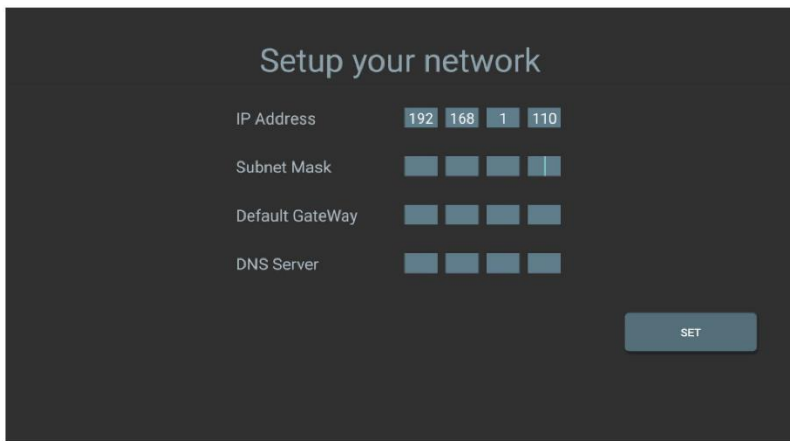 Setup your network
IP Address 192 168 1 110
Subnet Mask
Default GateWay
DNS Server
SET